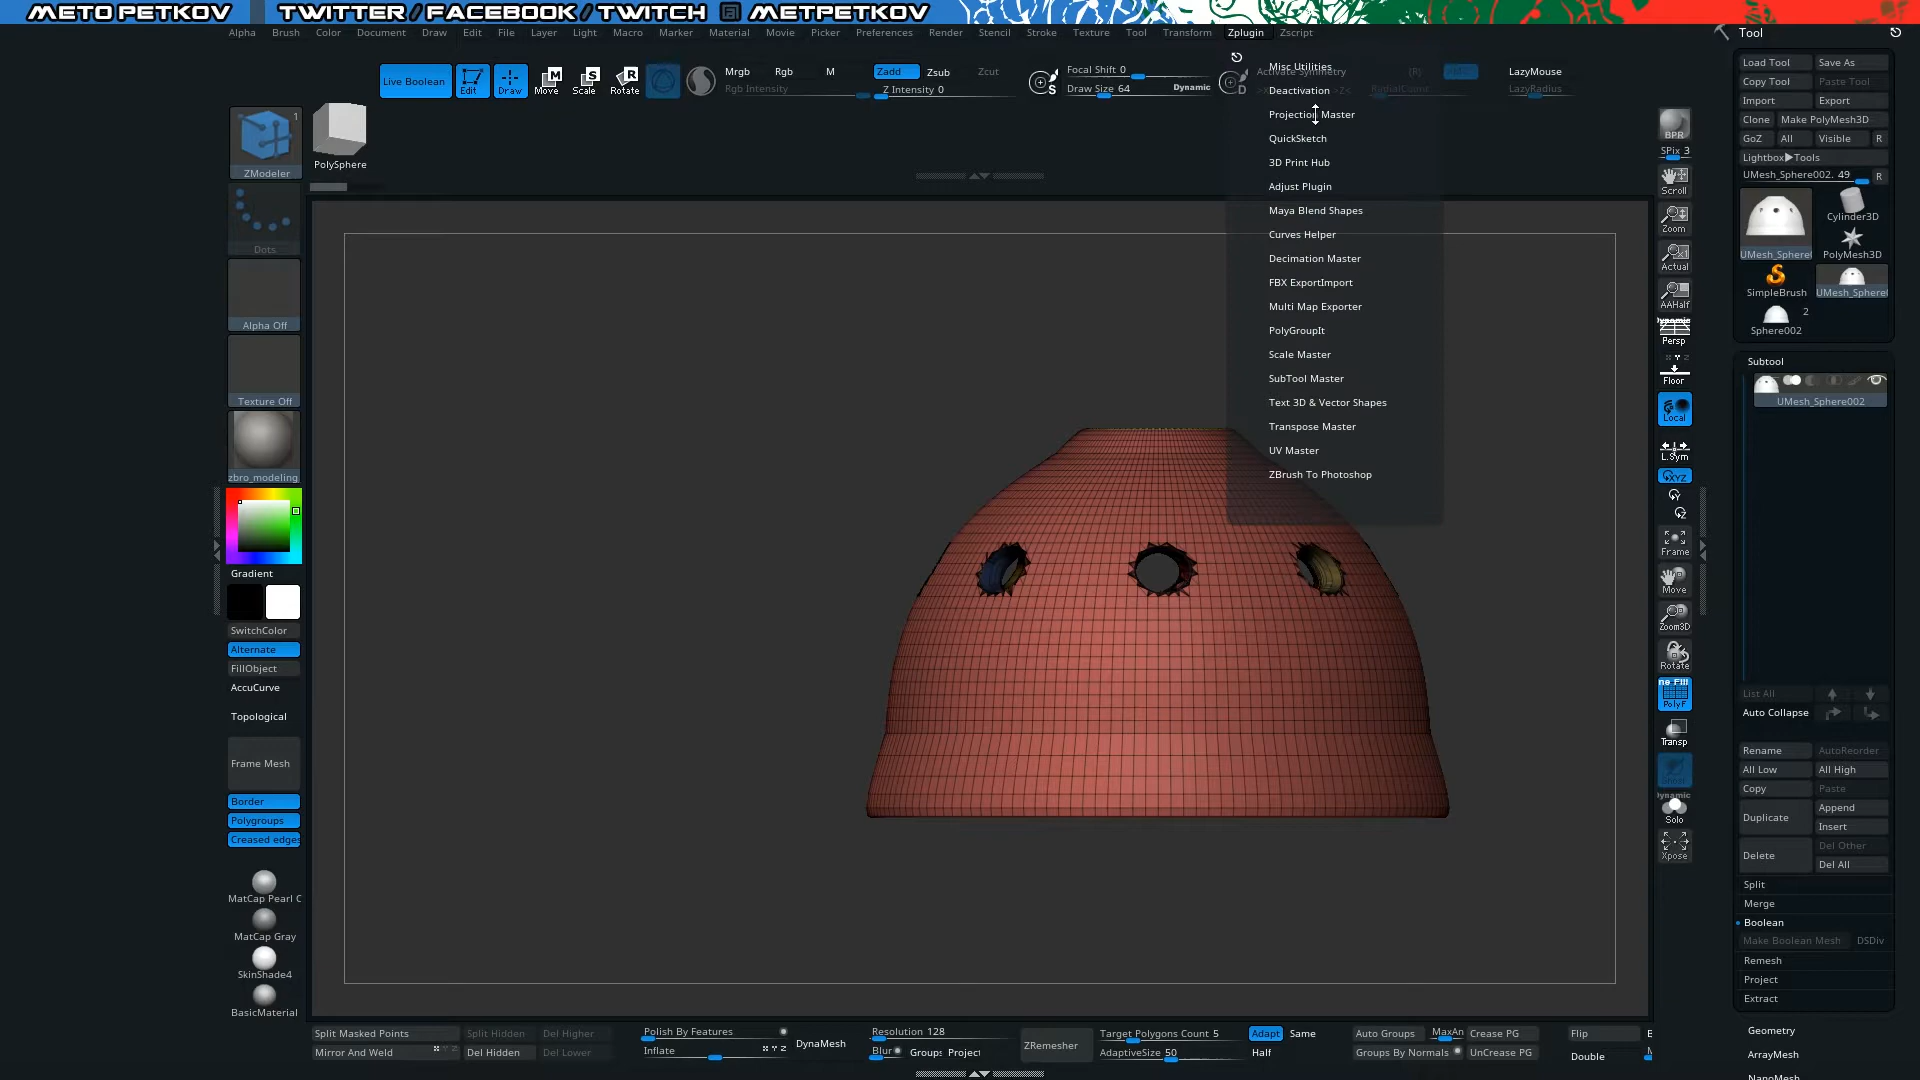 METO PETKOV TWITTER / FACEBOOK / TWITCH @ METPETKOV
Tool
Alpha Brush Color Document Draw Edit File Layer Light Macro Marker Material Movie Picker Preferences Render Stencil Stroke Texture Tool Transform Zplugin Zscript
Live Boolean
Edit
Draw
Move
Scale
Rotate
Mrgb Rgb M
Rgb Intensity
Zadd Zsub Zcut
Z Intensity 0
Focal Shift 0
Draw Size 64 Dynamic
Activate Symmetry
LazyMouse
LazyRadius
Misc Utilities
Deactivation
Projection Master
QuickSketch
3D Print Hub
Adjust Plugin
Maya Blend Shapes
Curves Helper
Decimation Master
FBX ExportImport
Multi Map Exporter
PolyGroupIt
Scale Master
SubTool Master
Text 3D & Vector Shapes
Transpose Master
UV Master
ZBrush To Photoshop
1
ZModeler
PolySphere
Dots
Alpha Off
Texture Off
zbro_modeling
Gradient
SwitchColor
Alternate
FillObject
AccuCurve
Topological
Frame Mesh
Border
Polygroups
Creased edges
MatCap Pearl C
MatCap Gray
SkinShade4
BasicMaterial
BPR
SPix 3
Scroll
Zoom
Actual
AAHalf
Dynamic
Persp
Floor
Local
L.Sym
XYZ
Y
Z
Frame
Move
Zoom3D
Rotate
PolyF
Transp
Ghost
Dynamic
Solo
Xpose
Load Tool Save As
Copy Tool Paste Tool
Import Export
Clone Make PolyMesh3D
GoZ All Visible R
Lightbox▶Tools
UMesh_Sphere002. 49 R
UMesh_Sphere
Cylinder3D
PolyMesh3D
SimpleBrush
UMesh_Sphere
2
Sphere002
Subtool
UMesh_Sphere002
List All
Auto Collapse
Rename AutoReorder
All Low All High
Copy Paste
Duplicate
Append
Insert
Delete
Del Other
Del All
Split
Merge
Boolean
Make Boolean Mesh DSDiv
Remesh
Project
Extract
Geometry
ArrayMesh
NanoMesh
Split Masked Points Split Hidden Del Higher
Mirror And Weld Del Hidden Del Lower
Polish By Features
Inflate
DynaMesh
Resolution 128
Blur Groups Project
ZRemesher
Target Polygons Count 5 Adapt Same
AdaptiveSize 50 Half
Auto Groups MaxAn Crease PG
Groups By Normals UnCrease PG
Flip
Double